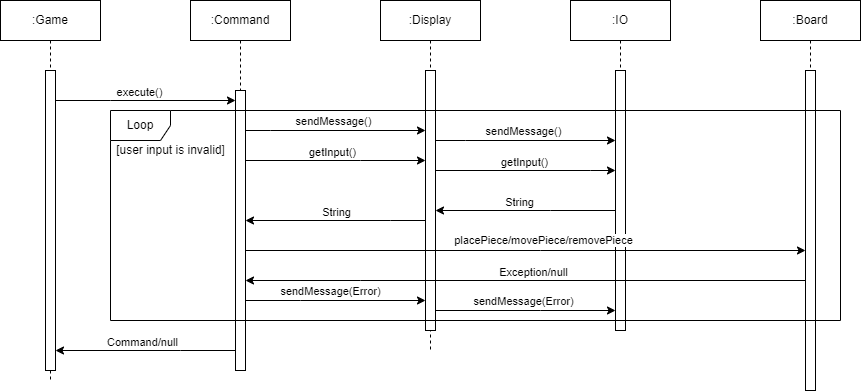 :Game
:Command
:Display
:IO
:Board
execute()
Loop
sendMessage()
sendMessage()
[user input is invalid]
getInput()
getInput()
String
String
placePiece/movePiece/removePiece
Exception/null
sendMessage(Error)
sendMessage(Error)
Command/null